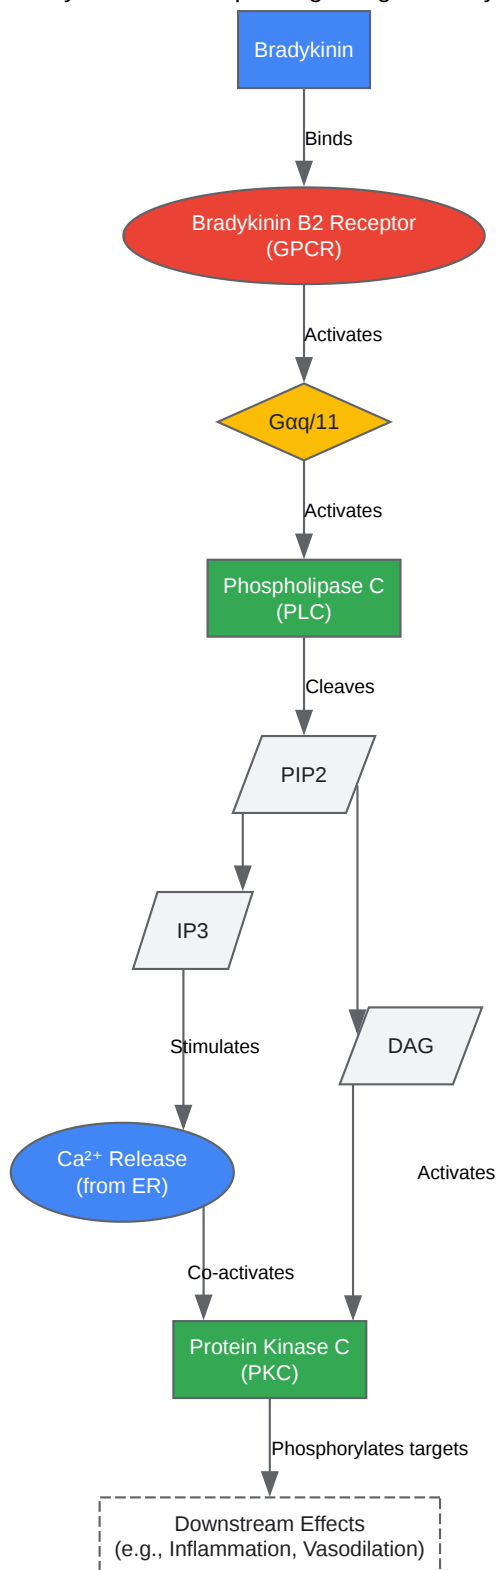 Bradykinin
Binds
Bradykinin B2 Receptor
(GPCR)
Activates
Gαq/11
Activates
Phospholipase C
(PLC)
Cleaves
PIP2
IP3
Stimulates
DAG
Ca²⁺ Release
(from ER)
Activates
Co-activates
Protein Kinase C
(PKC)
Phosphorylates targets
Downstream Effects
(e.g., Inflammation, Vasodilation)